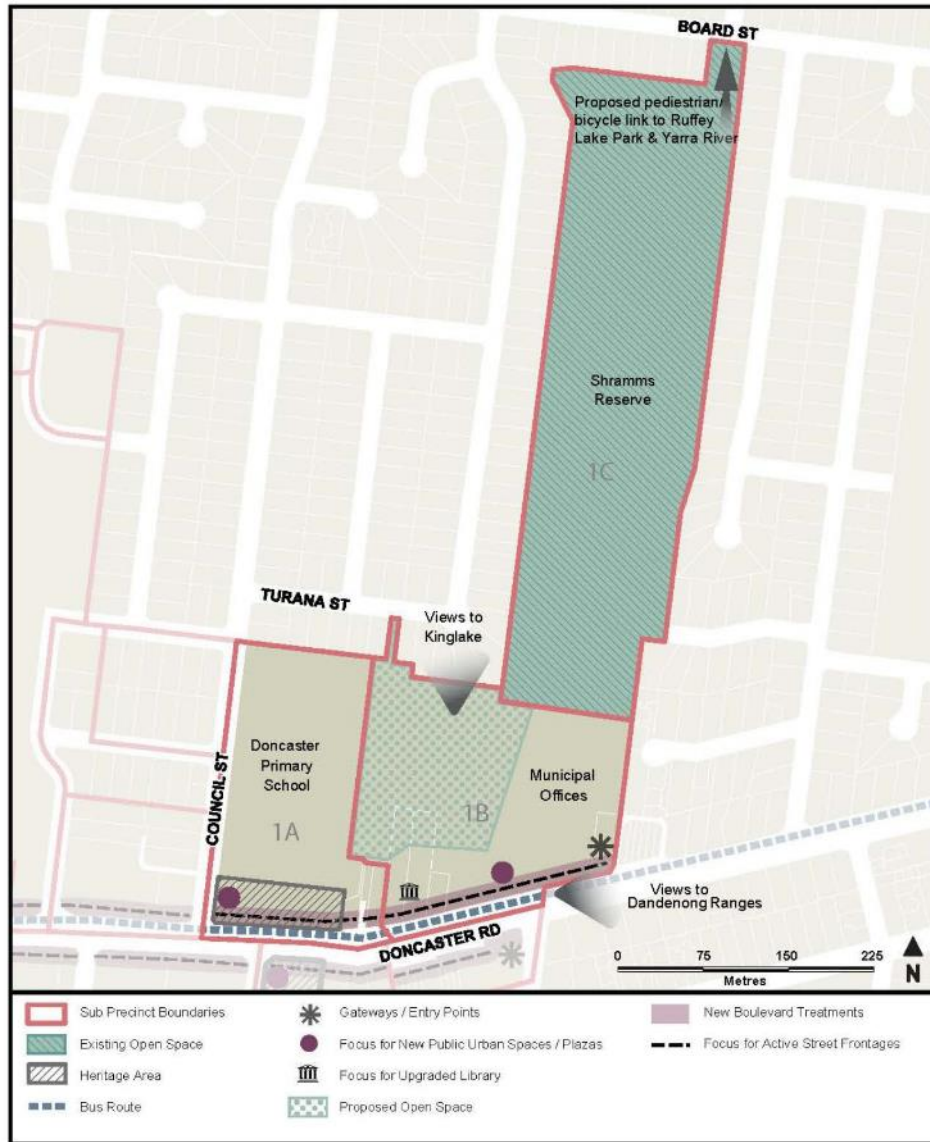 BOARD ST
Proposed pediestrian/
bicycle link to Ruffey
Lake Park & Yarra River
Shramms
Reserve
1C
TURANA ST
Views to
Kinglake
Doncaster
Primary
School
1A
COUNCIL ST
Municipal
Offices
1B
Views to
Dandenong Ranges
DONCASTER RD
0 75 150 225
Metres
N
Sub Precinct Boundaries
Existing Open Space
Heritage Area
Bus Route
Gateways / Entry Points
Focus for New Public Urban Spaces / Plazas
Focus for Upgraded Library
Proposed Open Space
New Boulevard Treatments
Focus for Active Street Frontages